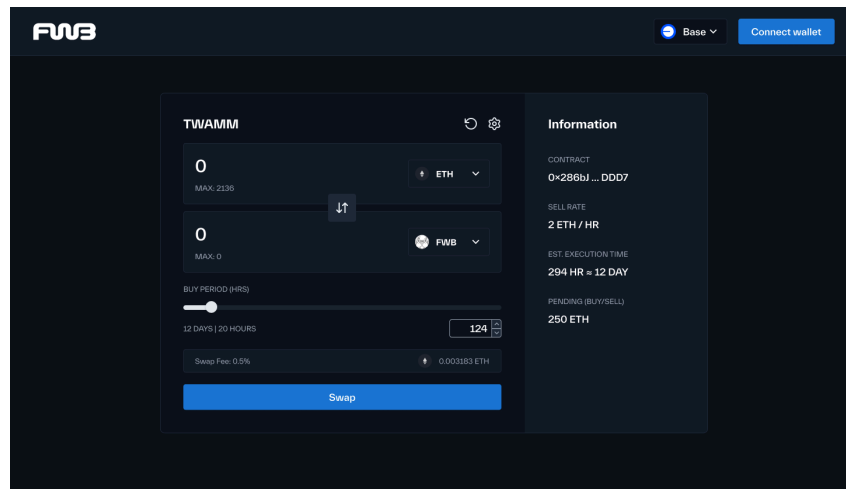 FWB
Base
Connect wallet
TWAMM
0
MAX: 2136
ETH
0
MAX: 0
FWB
BUY PERIOD (HRS)
12 DAYS | 20 HOURS
124
Swap Fee: 0.5%
0.003183 ETH
Swap
Information
CONTRACT
0×286bJ ... DDD7
SELL RATE
2 ETH / HR
EST. EXECUTION TIME
294 HR ≈ 12 DAY
PENDING (BUY/SELL)
250 ETH